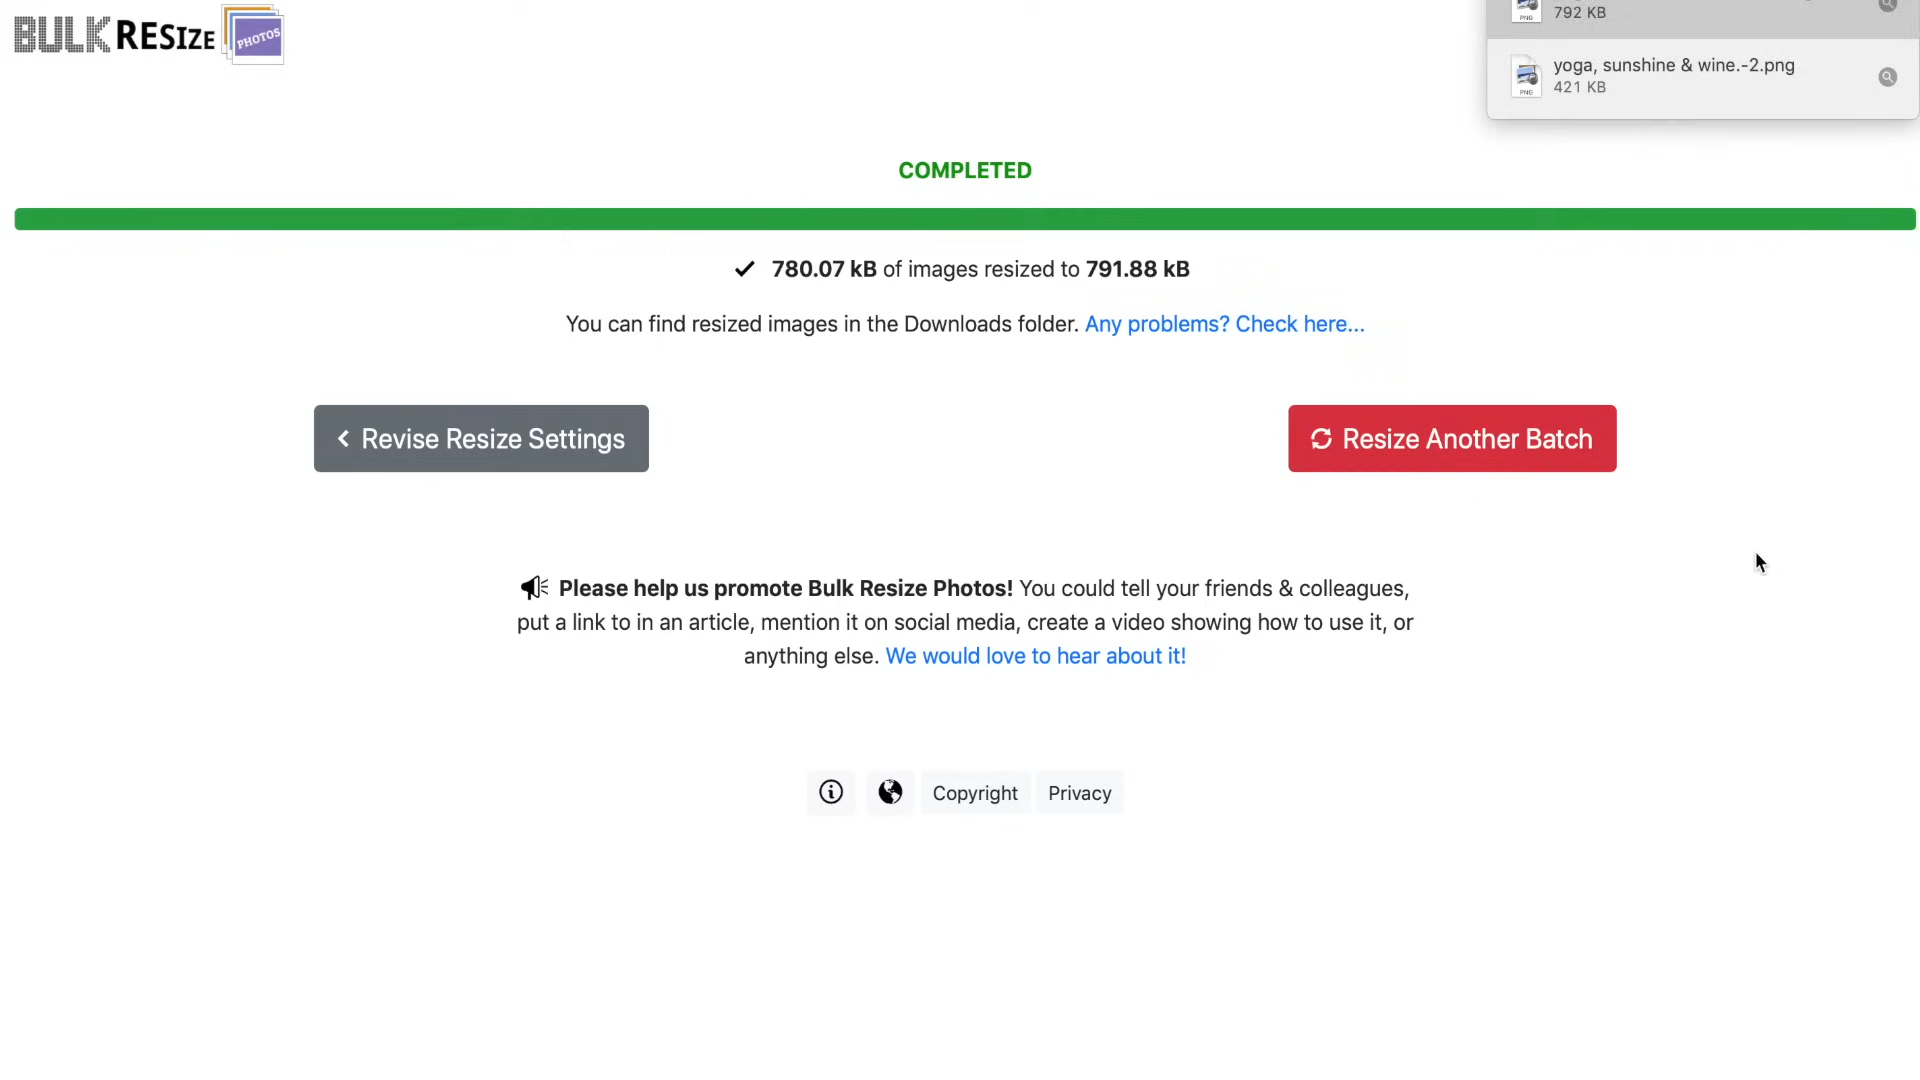 BULK RESIZE PHOTOS
792 KB
PNG
yoga, sunshine & wine.-2.png
421 KB
PNG
COMPLETED
780.07 kB of images resized to 791.88 kB
You can find resized images in the Downloads folder. Any problems? Check here...
Revise Resize Settings
Resize Another Batch
Please help us promote Bulk Resize Photos! You could tell your friends & colleagues,
put a link to in an article, mention it on social media, create a video showing how to use it, or
anything else. We would love to hear about it!
Copyright
Privacy